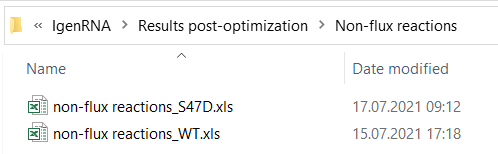 « IgenRNA > Results post-optimization > Non-flux reactions
Name Date modified
non-flux reactions_S47D.xls 17.07.2021 09:12
non-flux reactions_WT.xls 15.07.2021 17:18